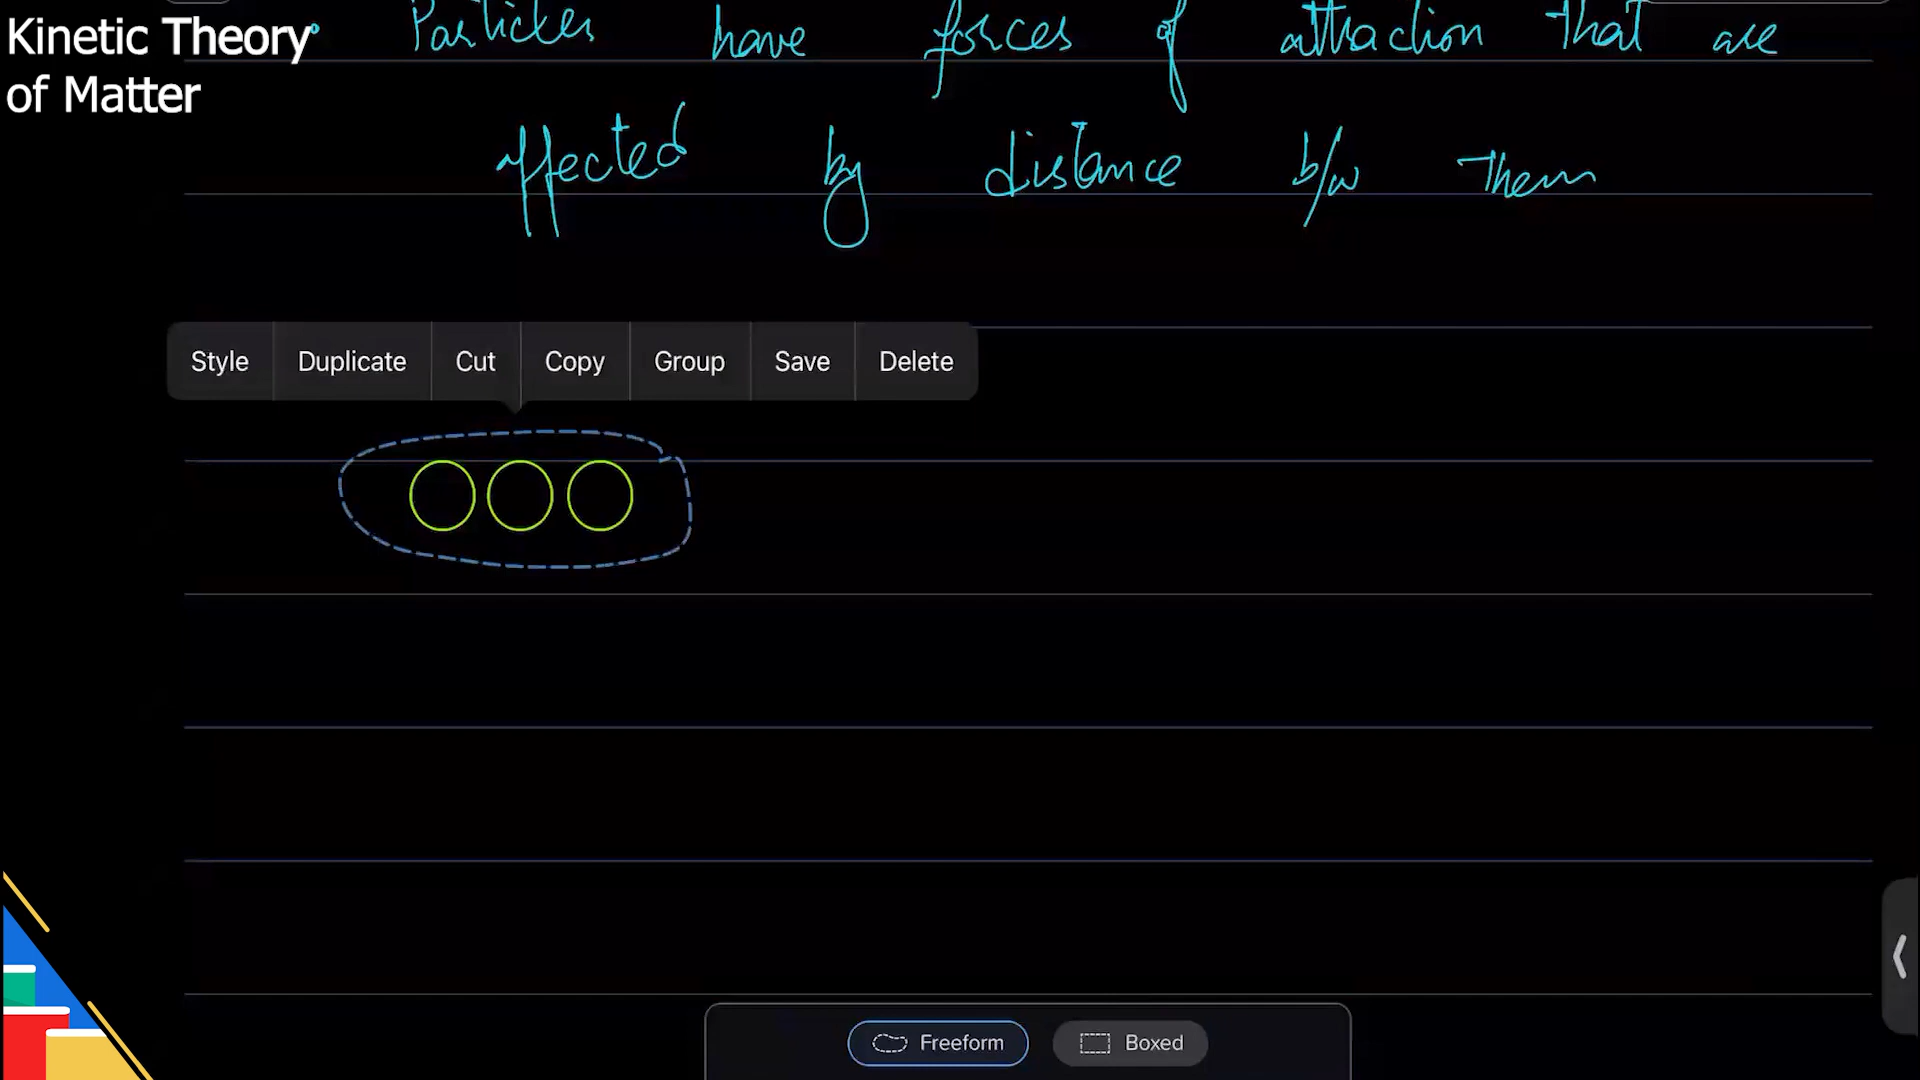 Kinetic Theory
of Matter
Particles have forces of attraction that are
affected by distance b/w them
Style Duplicate Cut Copy Group Save Delete
Freeform Boxed